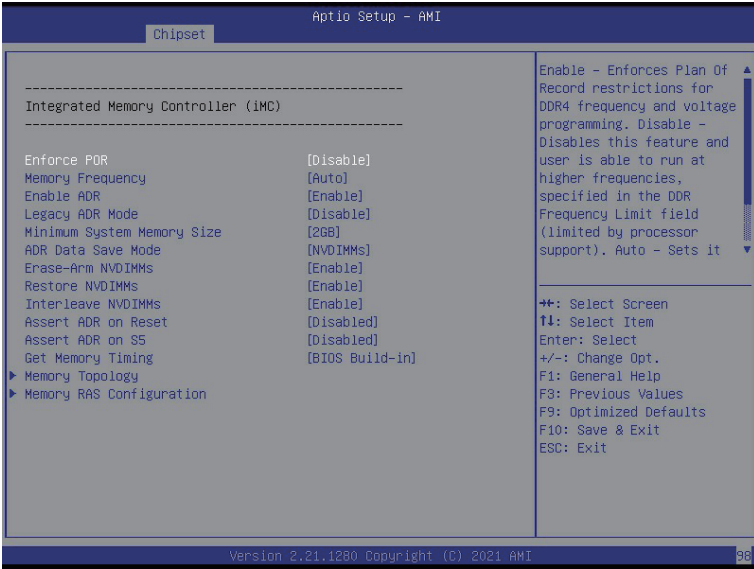 Aptio Setup – AMI
Chipset
------------------------------------------------
Integrated Memory Controller (iMC)
------------------------------------------------
Enforce POR [Disable]
Memory Frequency [Auto]
Enable ADR [Enable]
Legacy ADR Mode [Disable]
Minimum System Memory Size [2GB]
ADR Data Save Mode [NVDIMMs]
Erase-Arm NVDIMMs [Enable]
Restore NVDIMMs [Enable]
Interleave NVDIMMs [Enable]
Assert ADR on Reset [Disabled]
Assert ADR on S5 [Disabled]
Get Memory Timing [BIOS Build-in]
Memory Topology
Memory RAS Configuration
Enable – Enforces Plan Of
Record restrictions for
DDR4 frequency and voltage
programming. Disable –
Disables this feature and
user is able to run at
higher frequencies,
specified in the DDR
Frequency Limit field
(limited by processor
support). Auto – Sets it
→←: Select Screen
↑↓: Select Item
Enter: Select
+/-: Change Opt.
F1: General Help
F3: Previous Values
F9: Optimized Defaults
F10: Save & Exit
ESC: Exit
Version 2.21.1280 Copyright (C) 2021 AMI
98